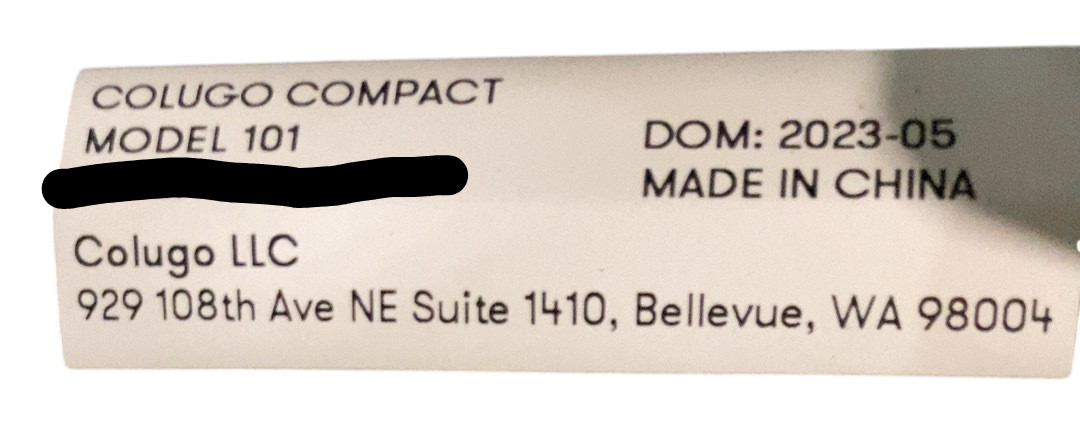 COLUGO COMPACT
MODEL 101
DOM: 2023-05
MADE IN CHINA
Colugo LLC
929 108th Ave NE Suite 1410, Bellevue, WA 98004